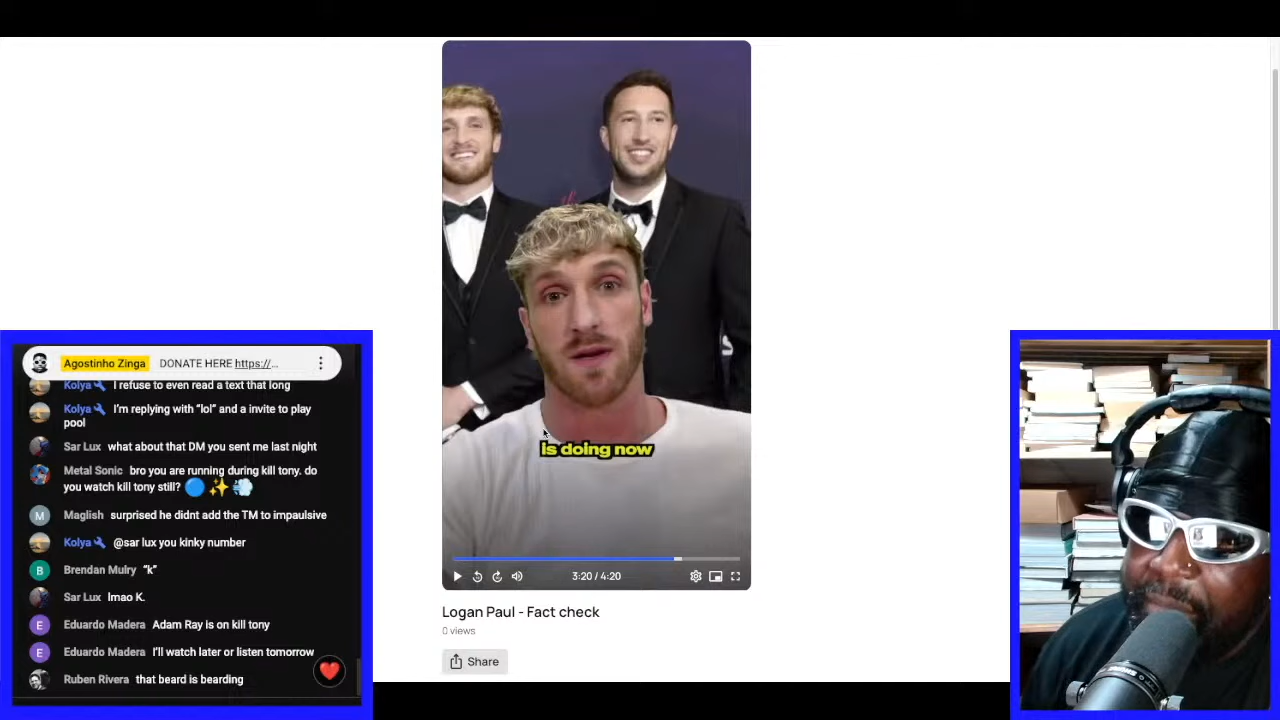 is doing now
3:20 / 4:20
Logan Paul - Fact check
0 views
Share
Agostinho Zinga DONATE HERE https://...
Kolya I refuse to even read a text that long
Kolya I'm replying with “lol” and a invite to play
pool
Sar Lux what about that DM you sent me last night
Metal Sonic bro you are running during kill tony. do
you watch kill tony still?
M Maglish surprised he didnt add the TM to impaulsive
Kolya @sar lux you kinky number
B Brendan Mulry “k”
Sar Lux lmao K.
E Eduardo Madera Adam Ray is on kill tony
E Eduardo Madera I'll watch later or listen tomorrow
Ruben Rivera that beard is bearding